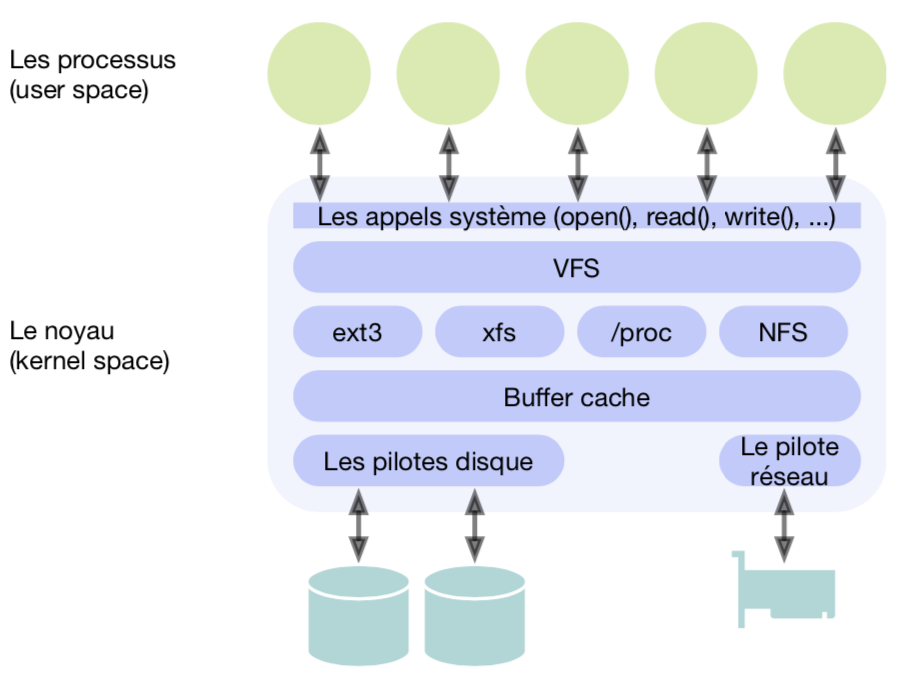 Les processus
(user space)
Les appels système (open(), read(), write(), ...)
VFS
Le noyau
(kernel space)
ext3
xfs
/proc
NFS
Buffer cache
Les pilotes disque
Le pilote
réseau